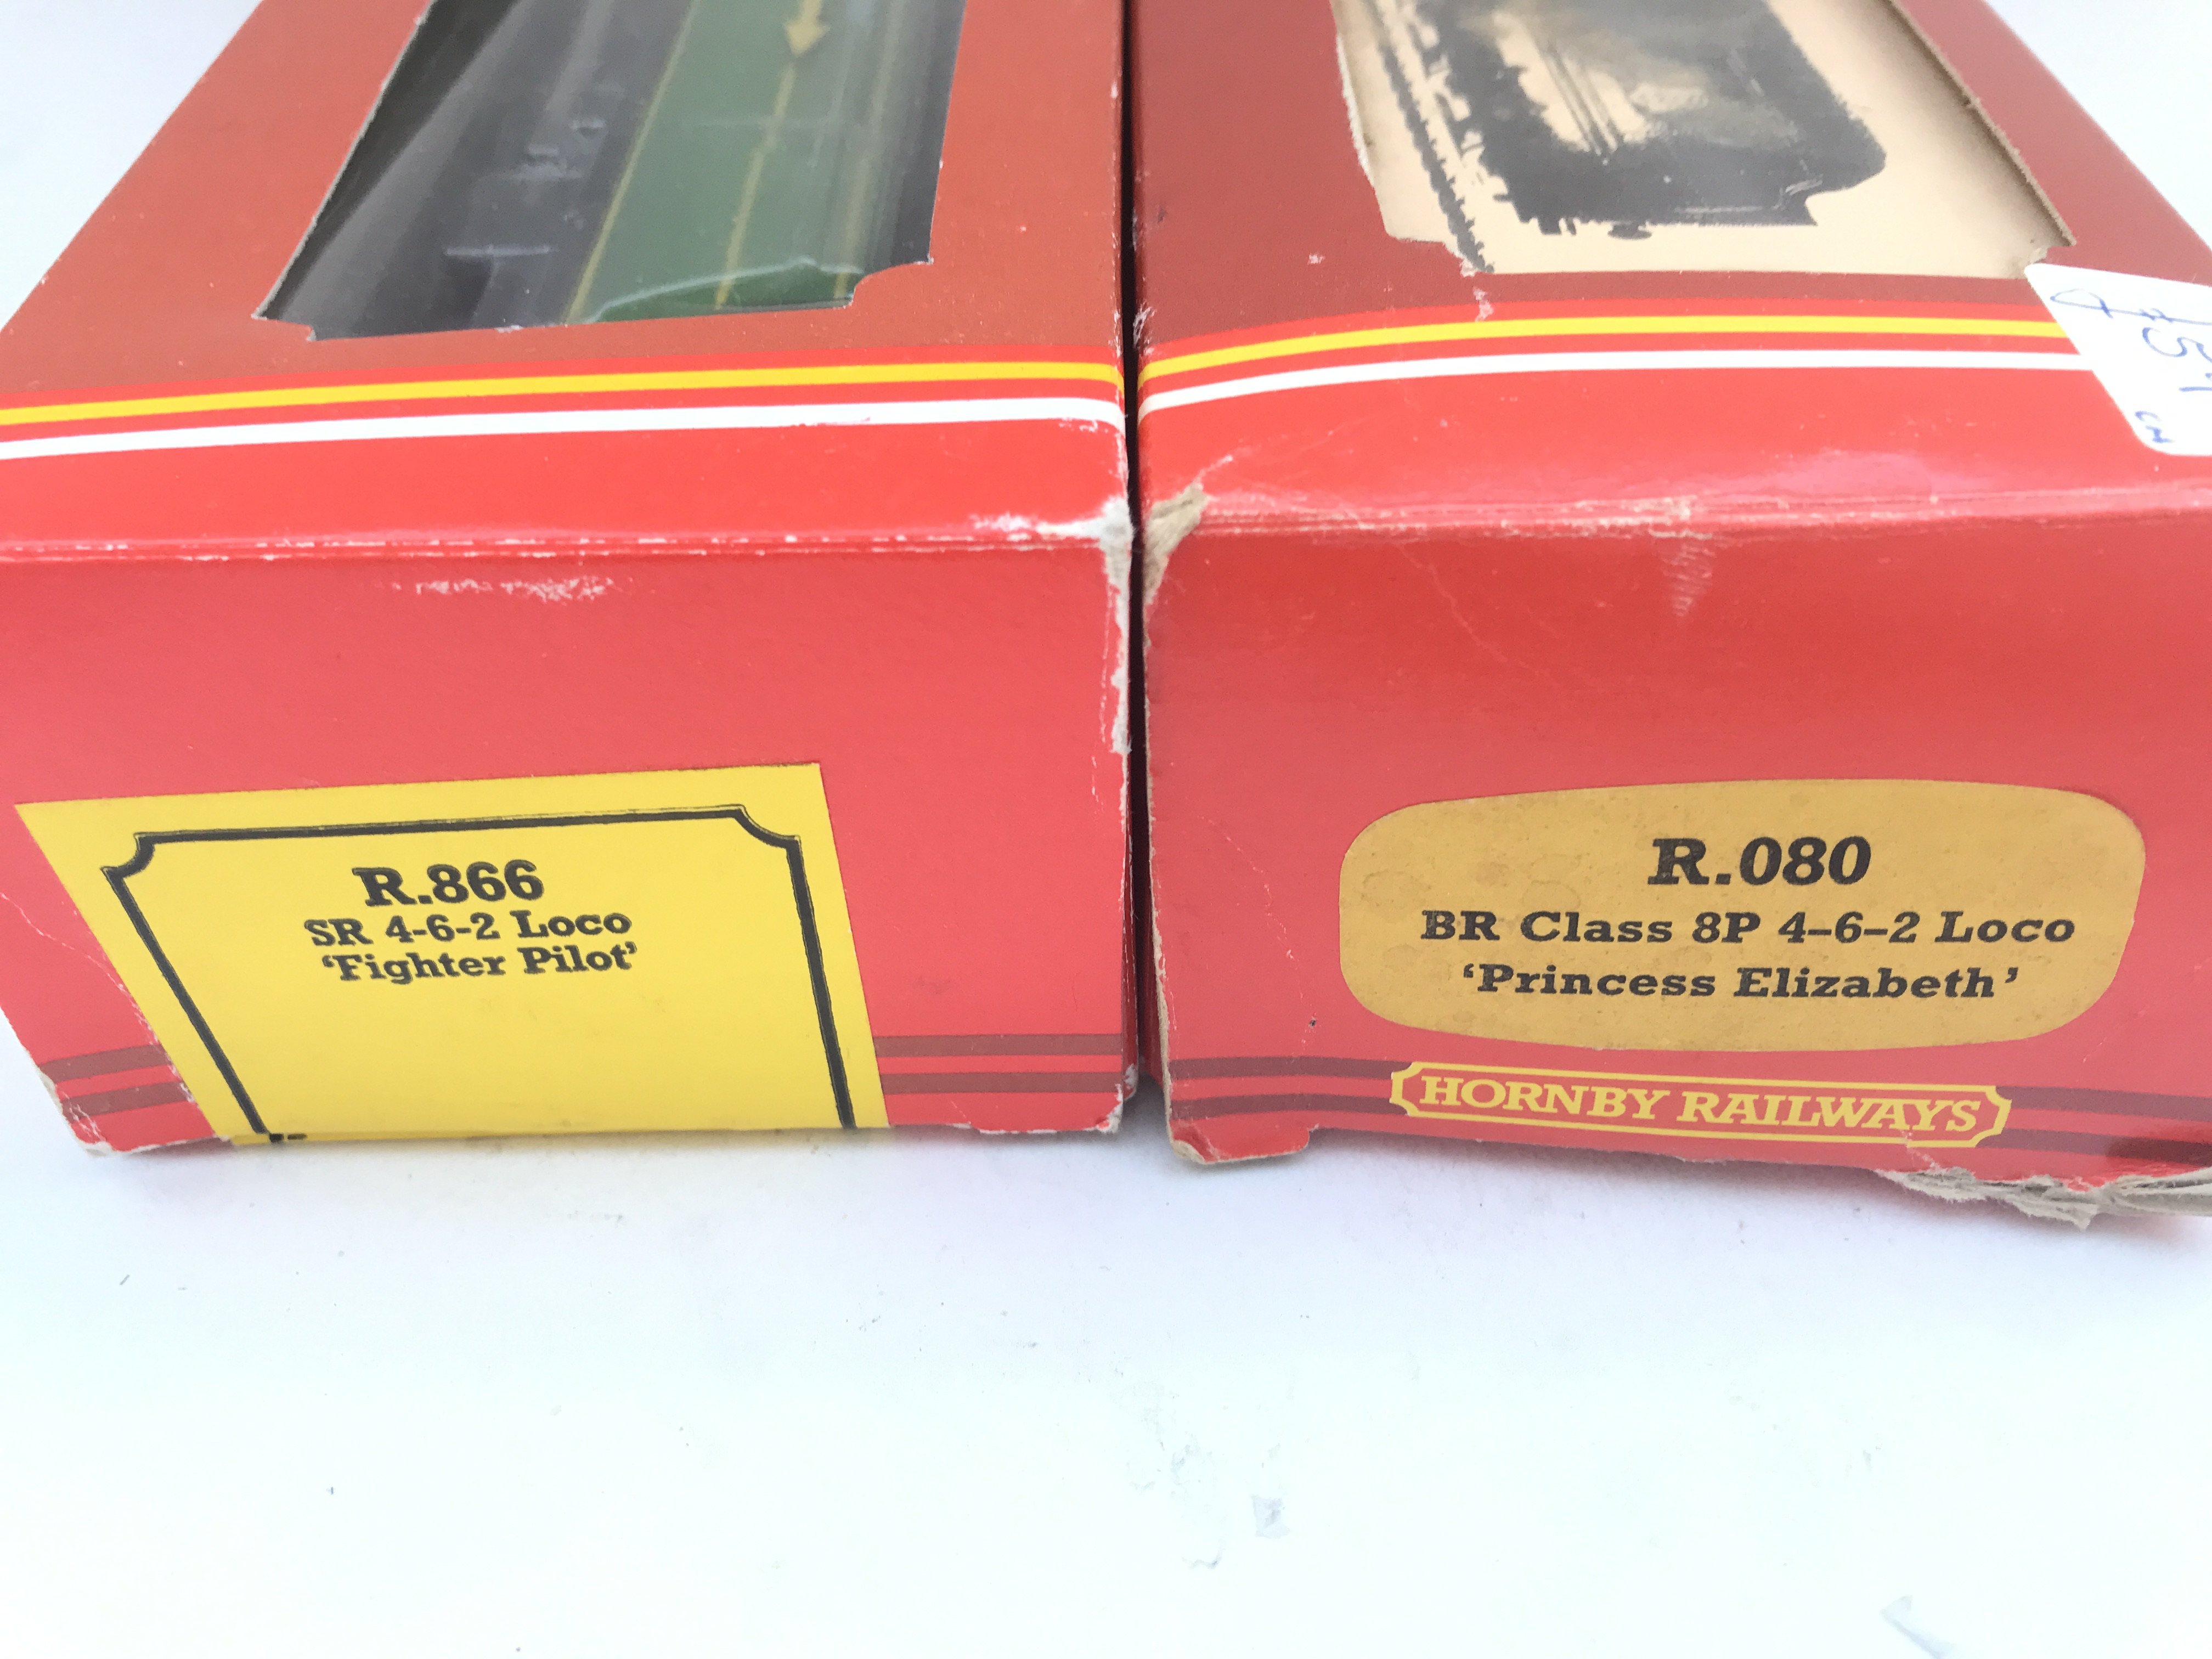 R.866
SR 4-6-2 Loco
‘Fighter Pilot’
R.080
BR Class 8P 4–6–2 Loco
‘Princess Elizabeth’
HORNBY RAILWAYS